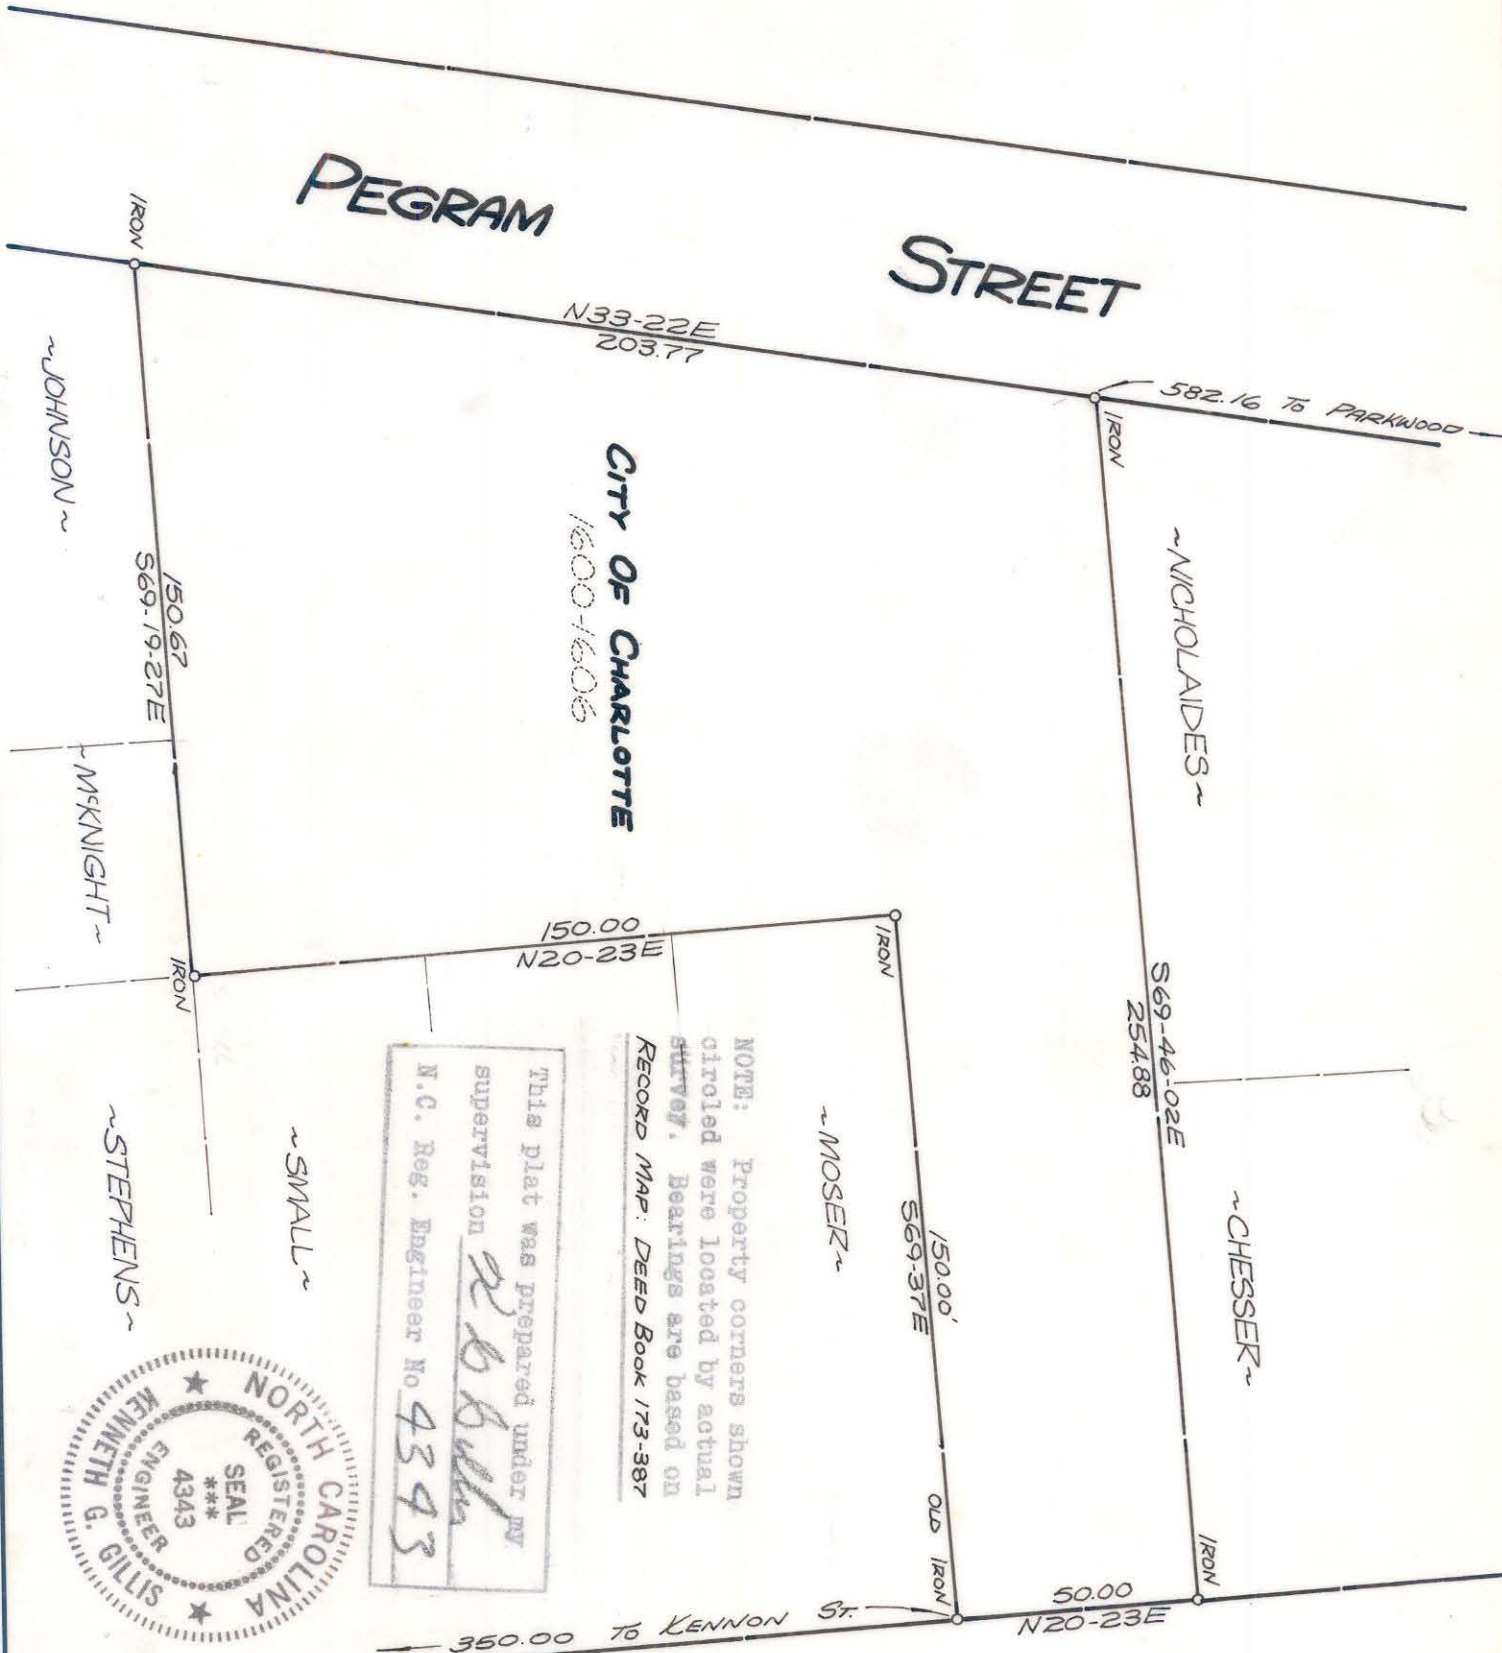 PEGRAM STREET
IRON
N33-22E
203.77
582.16 TO PARKWOOD
IRON
~JOHNSON~
CITY OF CHARLOTTE
1600-1606
~NICHOLAIDES~
150.67
S69-19-27E
~McKNIGHT~
IRON
150.00
N20-23E
IRON
S69-46-02E
254.88
~STEPHENS~
~SMALL~
~MOSER~
150.00'
S69-37E
~CHESSER~
NOTE: Property corners shown
circled were located by actual
survey. Bearings are based on
RECORD MAP: DEED BOOK 173-387
This plat was prepared under my
supervision
N.C. Reg. Engineer No 4343
NORTH CAROLINA
REGISTERED
SEAL
***
4343
ENGINEER
KENNETH G. GILLIS
OLD IRON
IRON
50.00
N20-23E
350.00 TO KENNON ST.